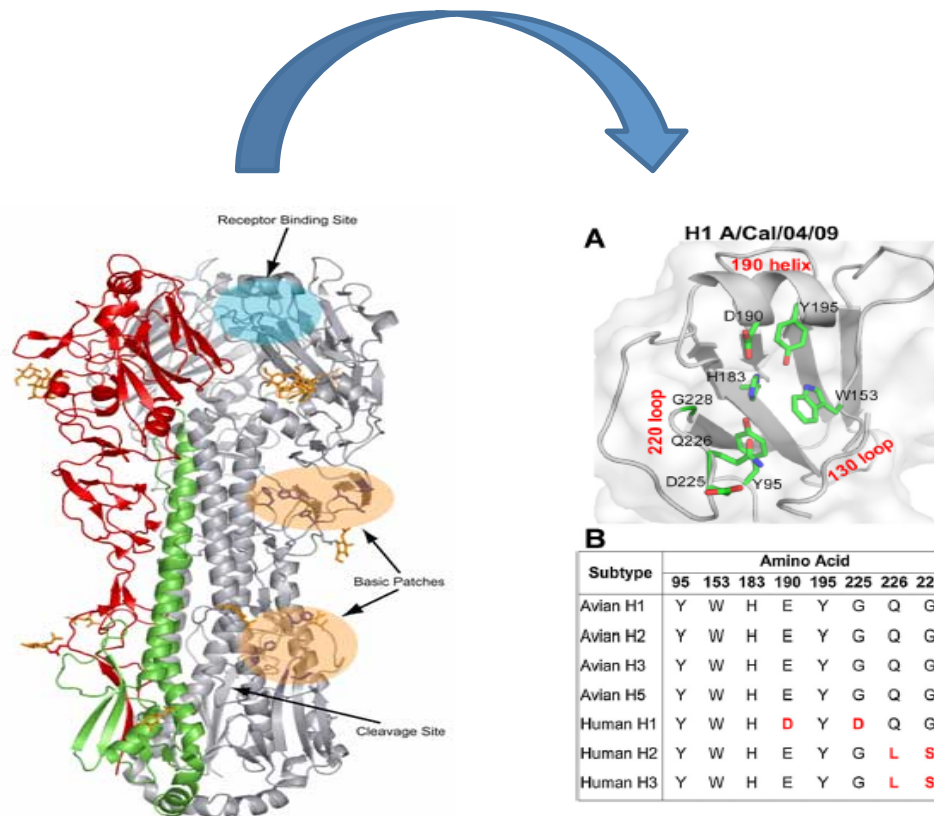 Receptor Binding Site
Basic Patches
Cleavage Site
A
H1 A/Cal/04/09
190 helix
Y195
D190
H183
W153
G228
220 loop
Q226
130 loop
D225
Y95
B
Subtype Amino Acid
95 153 183 190 195 225 226 22
Avian H1 Y W H E Y G Q G
Avian H2 Y W H E Y G Q G
Avian H3 Y W H E Y G Q G
Avian H5 Y W H E Y G Q G
Human H1 Y W H D Y D Q G
Human H2 Y W H E Y G L S
Human H3 Y W H E Y G L S